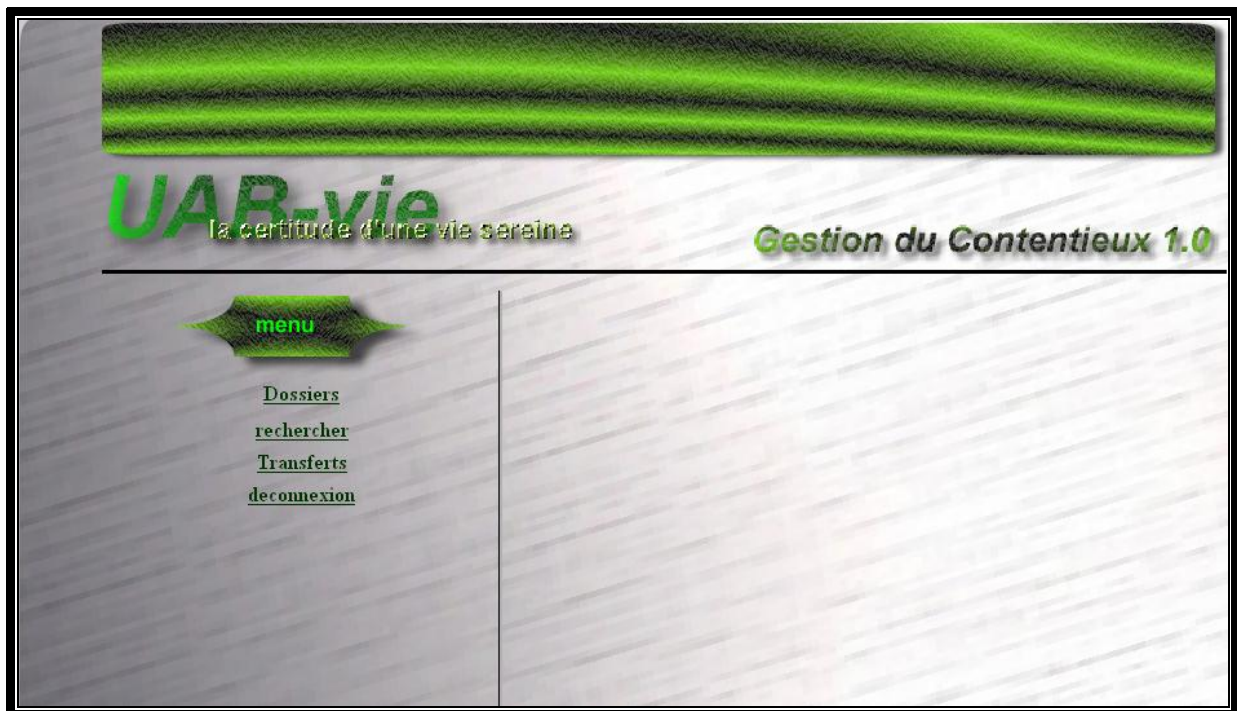 UAB-vie
la certitude d'une vie sereine
Gestion du Contentieux 1.0
menu
Dossiers
rechercher
Transferts
deconnexion